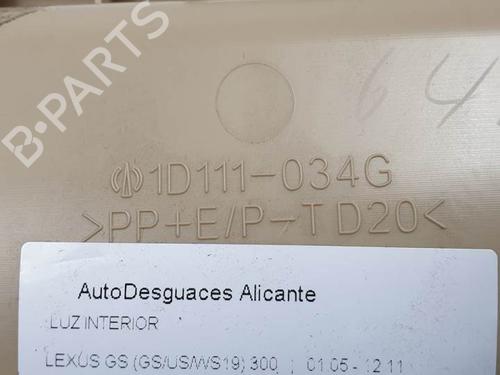 64
1D111-034G
>PP+E/P-T D20<
AutoDesguaces Alicante
LUZ INTERIOR
LEXUS GS (GS/US/WS19) 300 | 01.05 - 12.11
B-PARTS